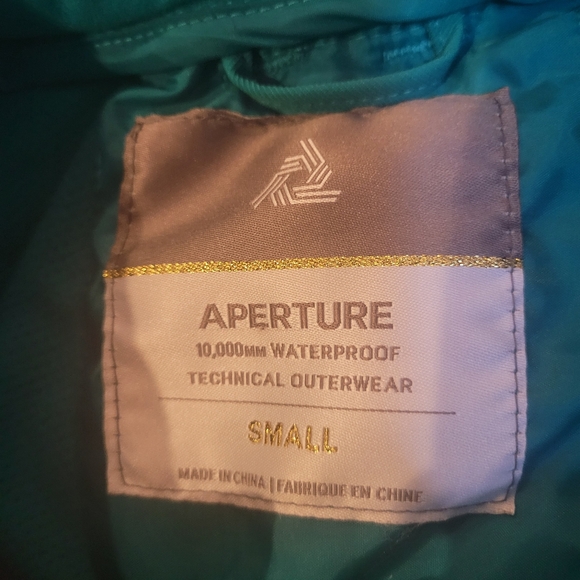 APERTURE
10,000MM WATERPROOF
TECHNICAL OUTERWEAR
SMALL
MADE IN CHINA | FABRIQUE EN CHINE